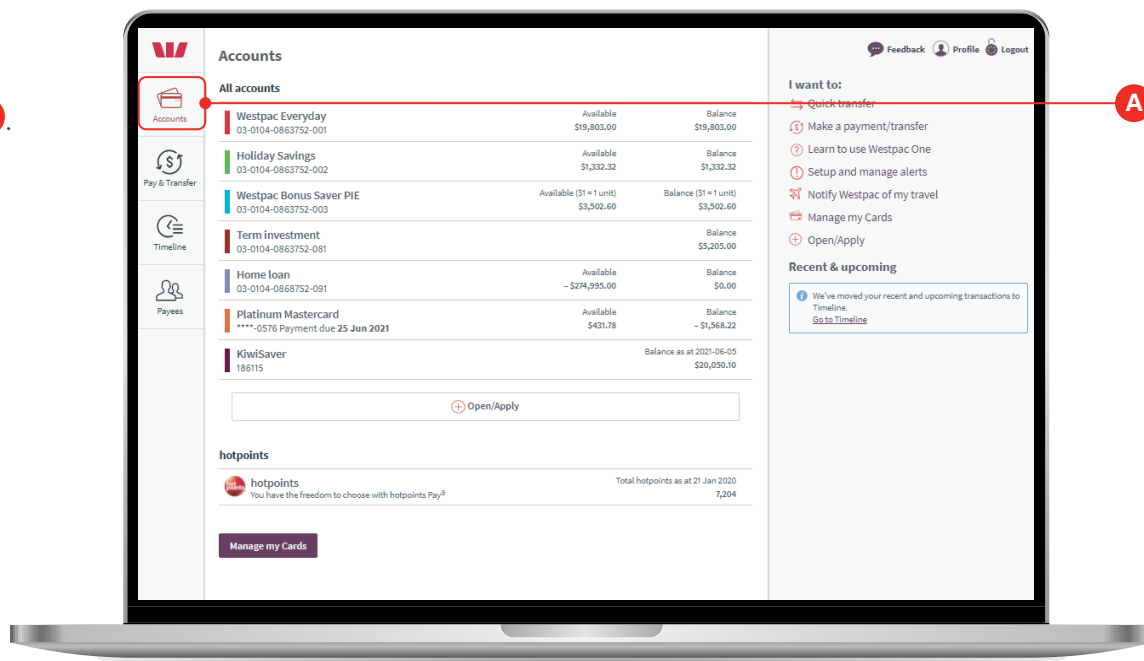 Accounts
Feedback
Profile
Logout
Accounts
Pay & Transfer
Timeline
Payees
All accounts
Westpac Everyday
03-0104-0863752-001
Available
$19,803.00
Balance
$19,803.00
Holiday Savings
03-0104-0863752-002
Available
$1,332.32
Balance
$1,332.32
Westpac Bonus Saver PIE
03-0104-0863752-003
Available ($1 = 1 unit)
$3,502.60
Balance ($1 = 1 unit)
$3,502.60
Term investment
03-0104-0863752-081
Balance
$5,205.00
Home loan
03-0104-0868752-091
Available
– $274,995.00
Balance
$0.00
Platinum Mastercard
****-0576 Payment due 25 Jun 2021
Available
$431.78
Balance
– $1,568.22
KiwiSaver
186115
Balance as at 2021-06-05
$20,050.10
Open/Apply
hotpoints
hot points
hotpoints
You have the freedom to choose with hotpoints Pay⁸
Total hotpoints as at 21 Jan 2020
7,204
Manage my Cards
I want to:
Quick transfer
Make a payment/transfer
Learn to use Westpac One
Setup and manage alerts
Notify Westpac of my travel
Manage my Cards
Open/Apply
Recent & upcoming
We've moved your recent and upcoming transactions to
Timeline.
Go to Timeline
A
.